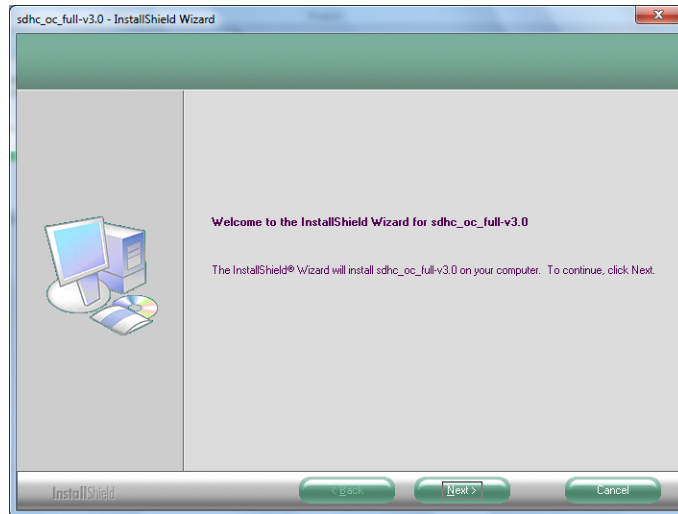 sdhc_oc_full-v3.0 - InstallShield Wizard
Welcome to the InstallShield Wizard for sdhc_oc_full-v3.0
The InstallShield® Wizard will install sdhc_oc_full-v3.0 on your computer. To continue, click Next.
InstallShield
< Back
Next >
Cancel